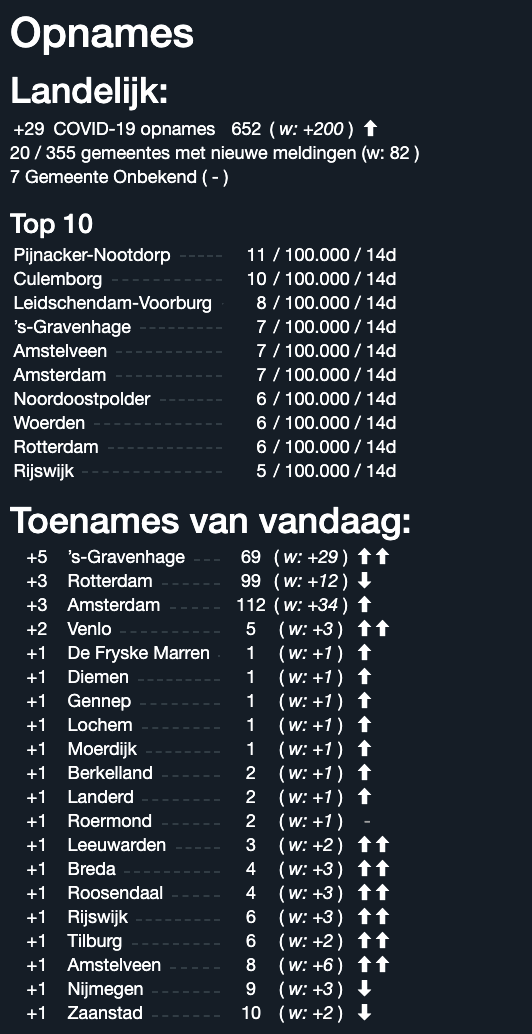 Opnames
Landelijk:
+29 COVID-19 opnames 652 ( w: +200 ) ⬆
20 / 355 gemeentes met nieuwe meldingen (w: 82 )
7 Gemeente Onbekend ( - )
Top 10
Pijnacker-Nootdorp ----- 11 / 100.000 / 14d
Culemborg ------------ 10 / 100.000 / 14d
Leidschendam-Voorburg - 8 / 100.000 / 14d
's-Gravenhage --------- 7 / 100.000 / 14d
Amstelveen ------------ 7 / 100.000 / 14d
Amsterdam ------------ 7 / 100.000 / 14d
Noordoostpolder ------- 6 / 100.000 / 14d
Woerden -------------- 6 / 100.000 / 14d
Rotterdam ------------- 6 / 100.000 / 14d
Rijswijk --------------- 5 / 100.000 / 14d
Toenames van vandaag:
+5 's-Gravenhage --- 69 ( w: +29 ) ⬆⬆
+3 Rotterdam ------- 99 ( w: +12 ) ⬇
+3 Amsterdam ------ 112 ( w: +34 ) ⬆
+2 Venlo ----------- 5 ( w: +3 ) ⬆⬆
+1 De Fryske Marren - 1 ( w: +1 ) ⬆
+1 Diemen --------- 1 ( w: +1 ) ⬆
+1 Gennep --------- 1 ( w: +1 ) ⬆
+1 Lochem --------- 1 ( w: +1 ) ⬆
+1 Moerdijk -------- 1 ( w: +1 ) ⬆
+1 Berkelland ------- 2 ( w: +1 ) ⬆
+1 Landerd --------- 2 ( w: +1 ) ⬆
+1 Roermond ------- 2 ( w: +1 ) -
+1 Leeuwarden ------ 3 ( w: +2 ) ⬆⬆
+1 Breda ----------- 4 ( w: +3 ) ⬆⬆
+1 Roosendaal ------ 4 ( w: +3 ) ⬆⬆
+1 Rijswijk --------- 6 ( w: +3 ) ⬆⬆
+1 Tilburg ---------- 6 ( w: +2 ) ⬆⬆
+1 Amstelveen ------ 8 ( w: +6 ) ⬆⬆
+1 Nijmegen -------- 9 ( w: +3 ) ⬇
+1 Zaanstad -------- 10 ( w: +2 ) ⬇